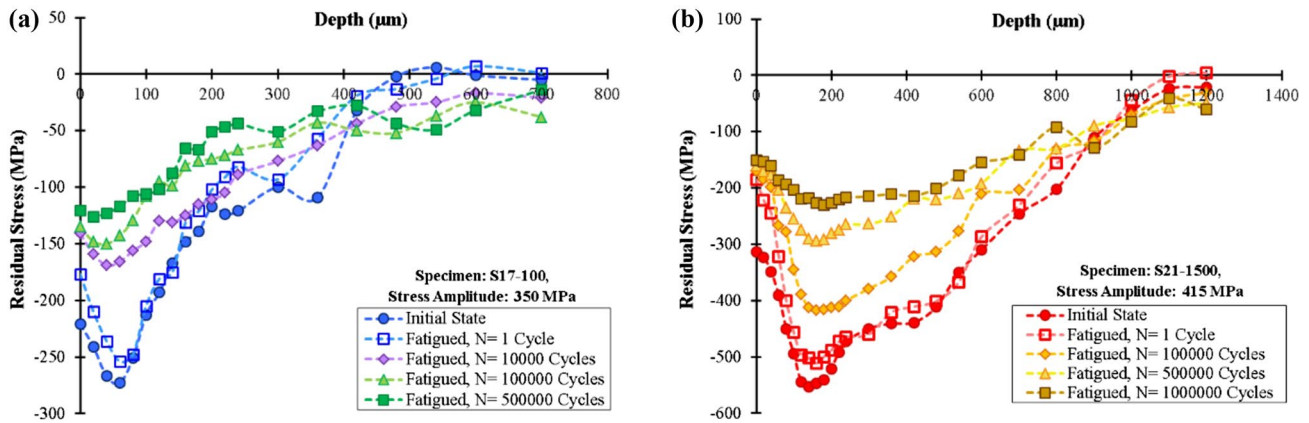 (a)
Depth (µm)
50
0
0 100 200 300 400 500 600 700 800
-50
-100
-150
-200
-250
-300
Residual Stress (MPa)
Specimen: S17-100,
Stress Amplitude: 350 MPa
Initial State
Fatigued, N= 1 Cycle
Fatigued, N= 10000 Cycles
Fatigued, N= 100000 Cycles
Fatigued, N= 500000 Cycles
(b)
Depth (µm)
100
0
0 200 400 600 800 1000 1200 1400
-100
-200
-300
-400
-500
-600
Residual Stress (MPa)
Specimen: S21-1500,
Stress Amplitude: 415 MPa
Initial State
Fatigued, N= 1 Cycle
Fatigued, N= 100000 Cycles
Fatigued, N= 500000 Cycles
Fatigued, N= 1000000 Cycles